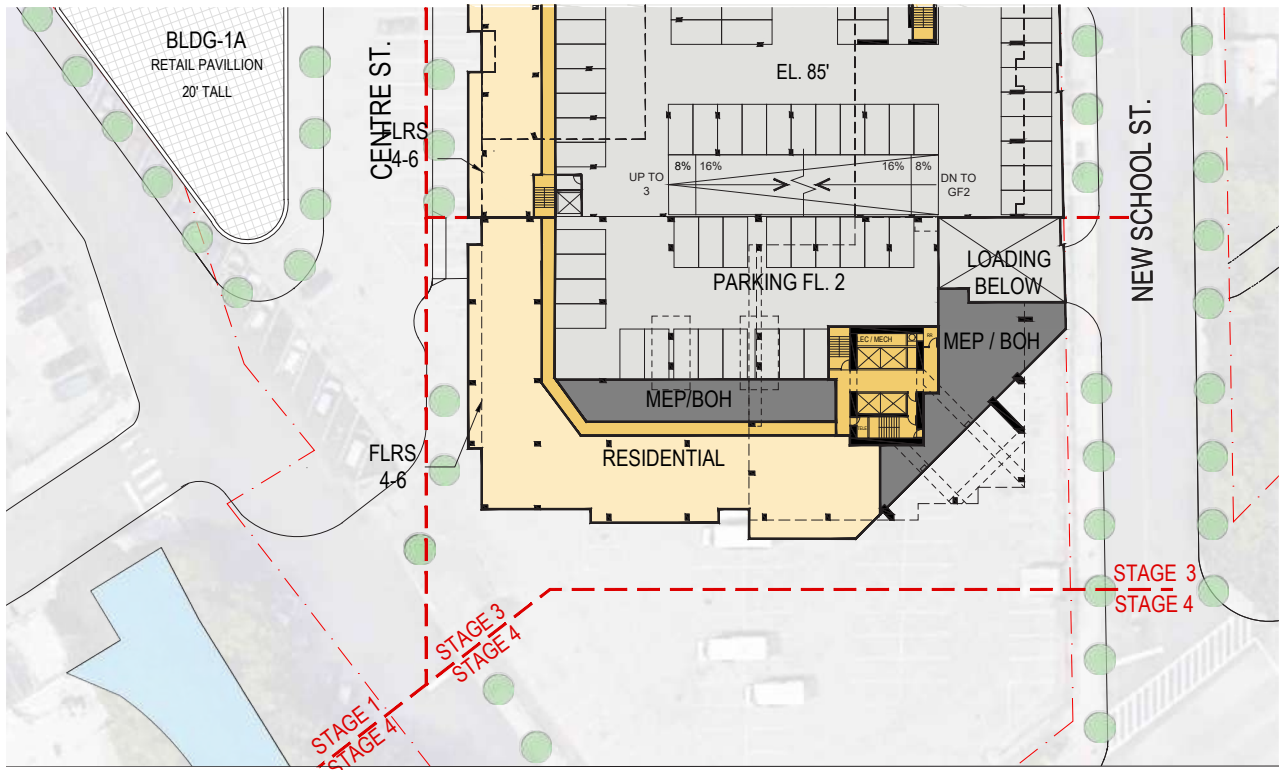 BLDG-1A
RETAIL PAVILLION
20' TALL
CENTRE ST.
FLRS
4-6
EL. 85'
UP TO
3
8%
16%
16%
8%
DN TO
GF2
NEW SCHOOL ST.
LOADING
BELOW
PARKING FL. 2
ELEC / MECH
RR
MEP / BOH
MEP/BOH
TELE
FLRS
4-6
RESIDENTIAL
STAGE 3
STAGE 4
STAGE 3
STAGE 4
STAGE 1
STAGE 4